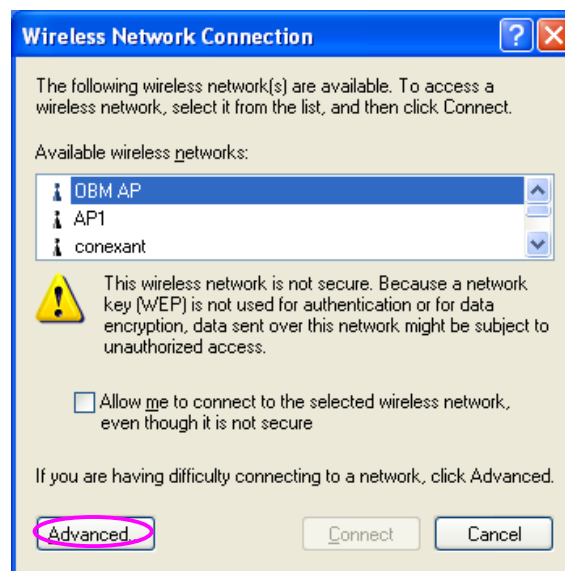 Wireless Network Connection
The following wireless network(s) are available. To access a
wireless network, select it from the list, and then click Connect.
Available wireless networks:
OBM AP
AP1
conexant
This wireless network is not secure. Because a network
key (WEP) is not used for authentication or for data
encryption, data sent over this network might be subject to
unauthorized access.
Allow me to connect to the selected wireless network,
even though it is not secure
If you are having difficulty connecting to a network, click Advanced.
Advanced...
Connect
Cancel